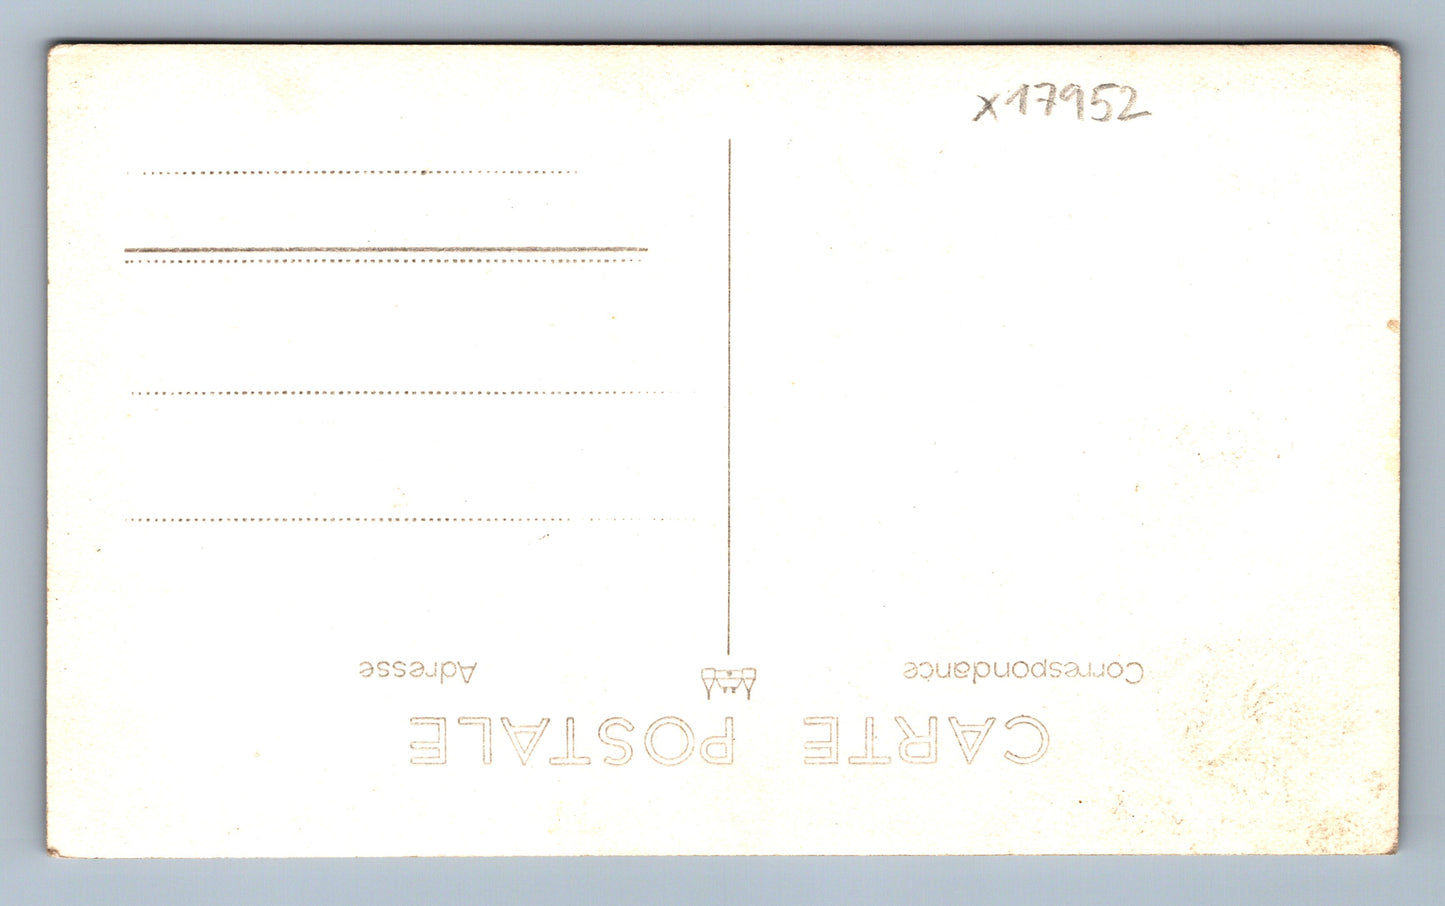 x17952
CARTE POSTALE
Correspondance
Adresse